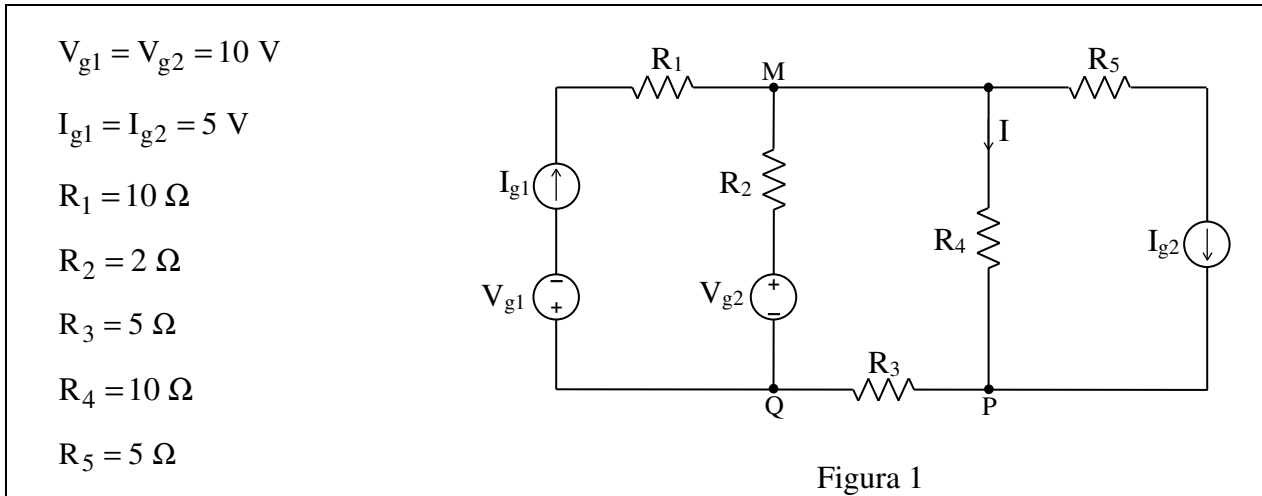 V_g1 = V_g2 = 10 V
I_g1 = I_g2 = 5 V
R_1 = 10 Ω
R_2 = 2 Ω
R_3 = 5 Ω
R_4 = 10 Ω
R_5 = 5 Ω
R_1
M
R_5
I
I_g1
R_2
R_4
I_g2
V_g1
-
+
V_g2
+
-
R_3
Q
P
Figura 1